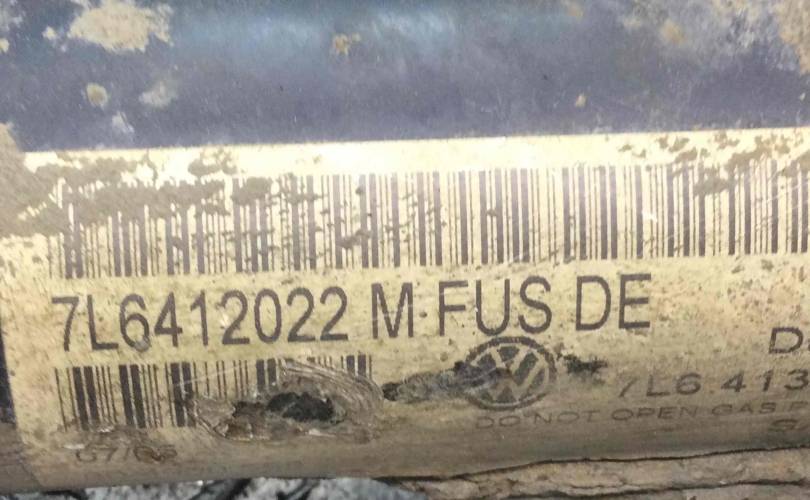 7L6412022 M FUS DE
7L6 413
DO NOT OPEN GAS